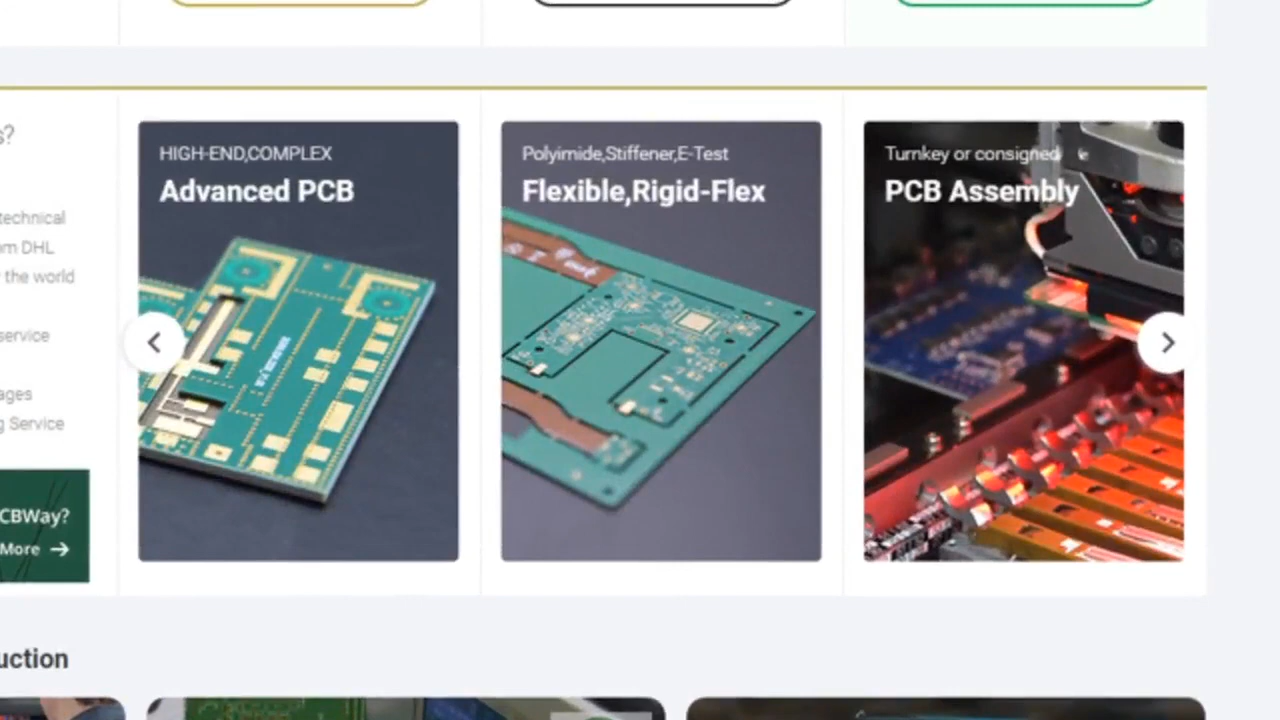 s?
technical
om DHL
the world
service
ages
g Service
CBWay?
More
HIGH-END,COMPLEX
Advanced PCB
Polyimide,Stiffener,E-Test
Flexible,Rigid-Flex
Turnkey or consigned
PCB Assembly
uction